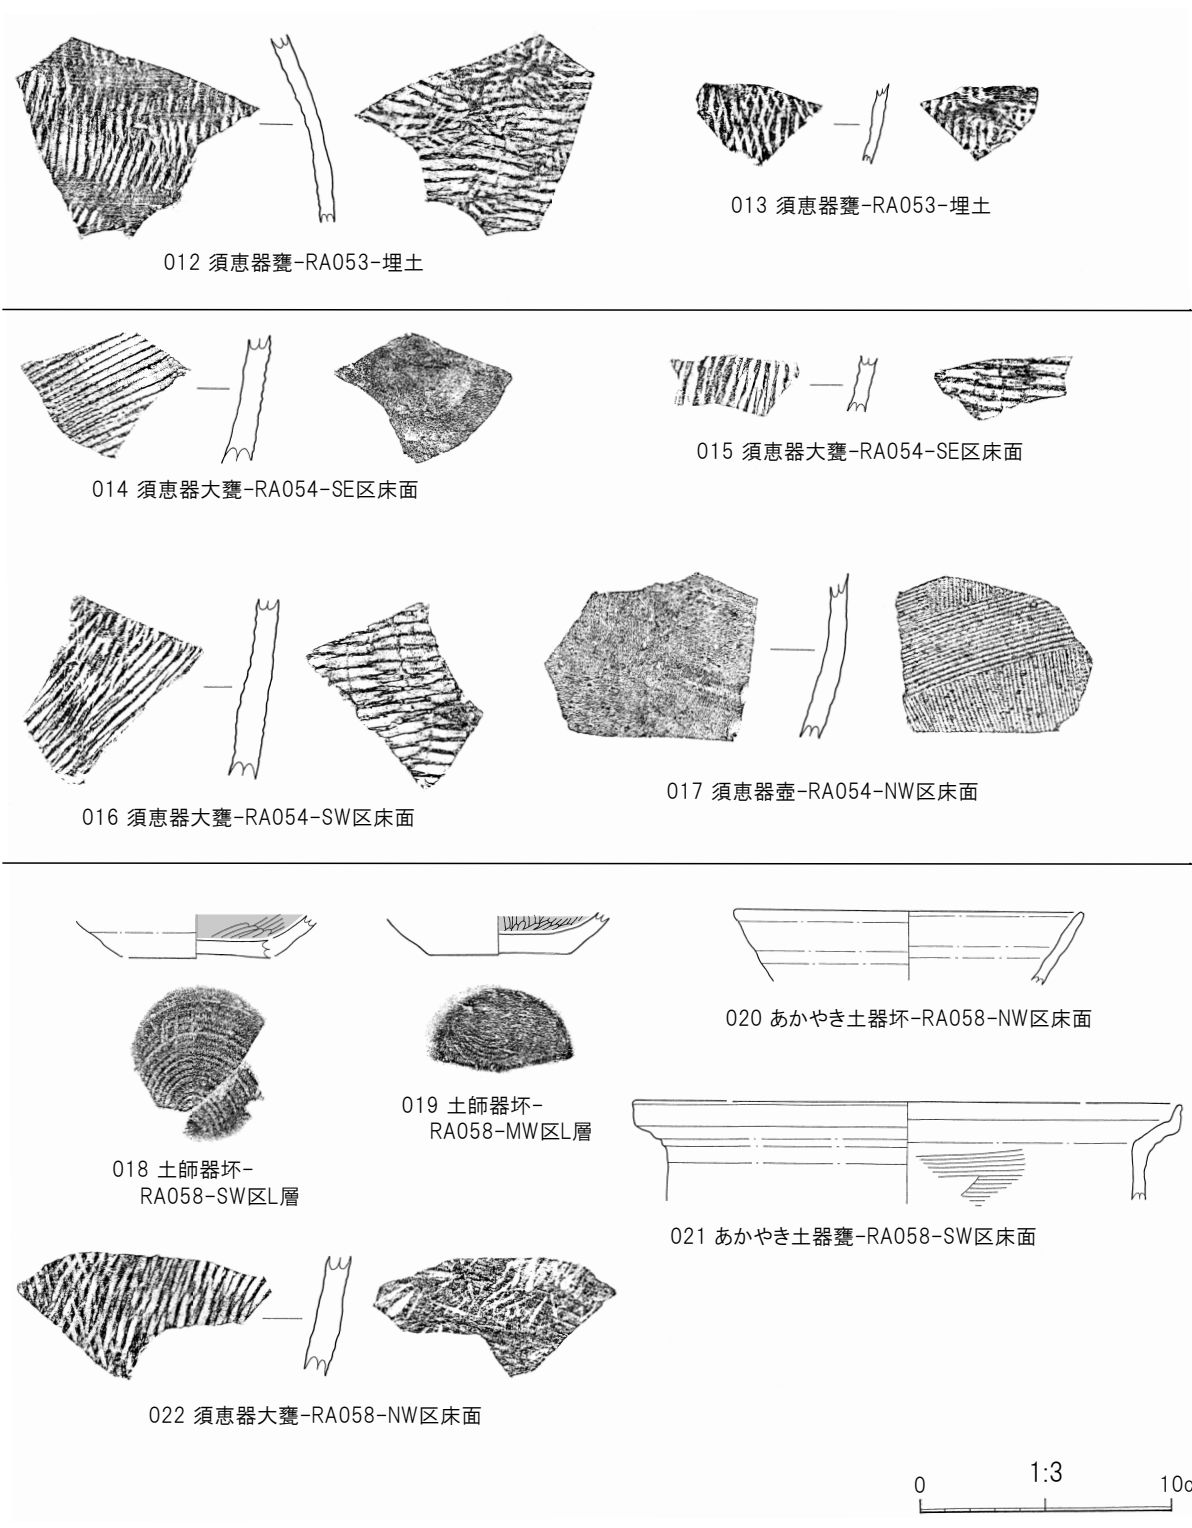 012 須恵器甕-RA053-埋土
013 須恵器甕-RA053-埋土
014 須恵器大甕-RA054-SE区床面
015 須恵器大甕-RA054-SE区床面
016 須恵器大甕-RA054-SW区床面
017 須恵器壺-RA054-NW区床面
018 土師器坏-
RA058-SW区L層
019 土師器坏-
RA058-MW区L層
020 あかやき土器坏-RA058-NW区床面
021 あかやき土器甕-RA058-SW区床面
022 須恵器大甕-RA058-NW区床面
1:3
0 10c